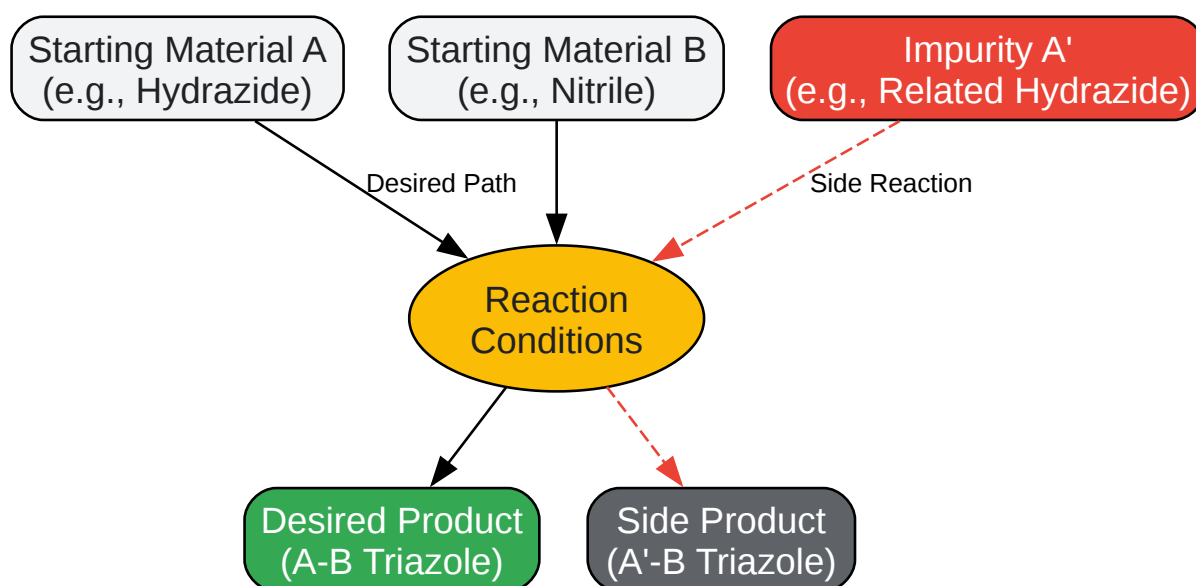 Starting Material A
(e.g., Hydrazide)
Starting Material B
(e.g., Nitrile)
Impurity A'
(e.g., Related Hydrazide)
Desired Path
Side Reaction
Reaction
Conditions
Desired Product
(A-B Triazole)
Side Product
(A'-B Triazole)